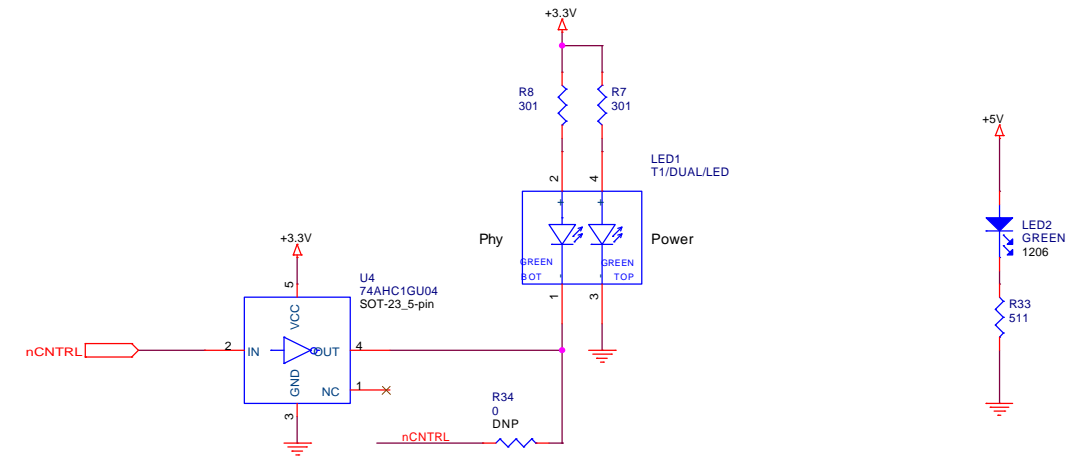 +3.3V
R8
301
R7
301
LED1
T1/DUAL/LED
2
4
+
+
Phy
Power
GREEN
BOT
GREEN
TOP
-
-
1
3
+5V
LED2
GREEN
1206
R33
511
+3.3V
U4
74AHC1GU04
SOT-23_5-pin
5
VCC
nCNTRL
2
IN
OUT
4
GND
NC
1
3
R34
0
DNP
nCNTRL